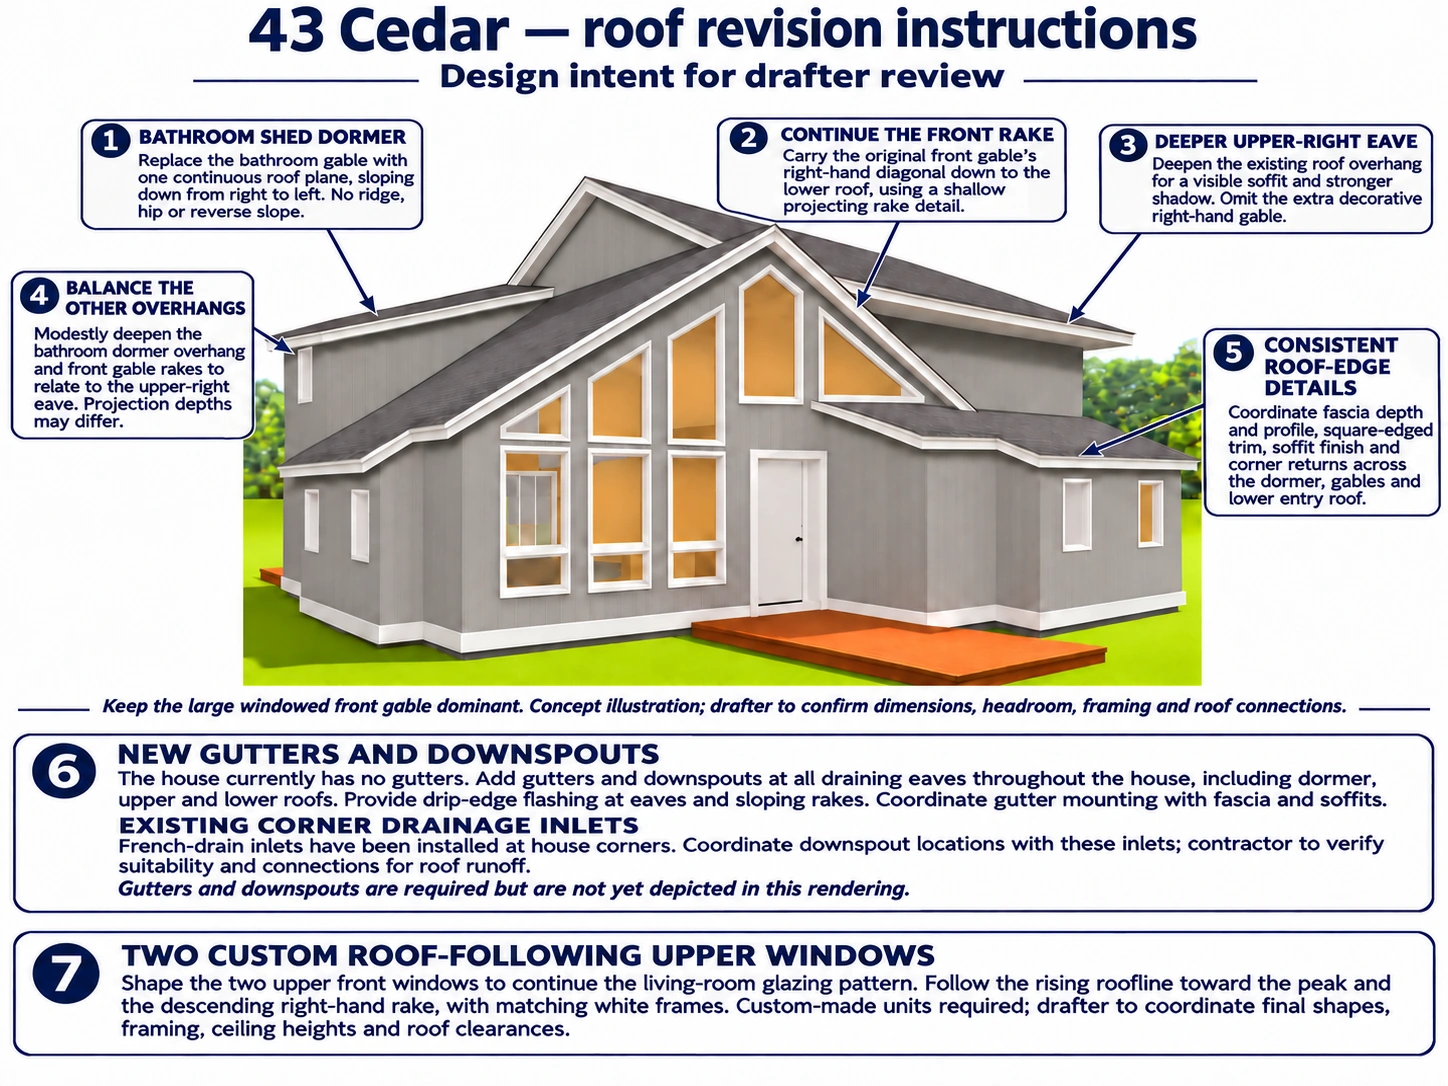 43 Cedar — roof revision instructions
Design intent for drafter review
1 BATHROOM SHED DORMER
Replace the bathroom gable with
one continuous roof plane, sloping
down from right to left. No ridge,
hip or reverse slope.
2 CONTINUE THE FRONT RAKE
Carry the original front gable's
right-hand diagonal down to the
lower roof, using a shallow
projecting rake detail.
3 DEEPER UPPER-RIGHT EAVE
Deepen the existing roof overhang
for a visible soffit and stronger
shadow. Omit the extra decorative
right-hand gable.
4 BALANCE THE
OTHER OVERHANGS
Modestly deepen the
bathroom dormer overhang
and front gable rakes to
relate to the upper-right
eave. Projection depths
may differ.
5 CONSISTENT
ROOF-EDGE
DETAILS
Coordinate fascia depth
and profile, square-edged
trim, soffit finish and
corner returns across
the dormer, gables and
lower entry roof.
Keep the large windowed front gable dominant. Concept illustration; drafter to confirm dimensions, headroom, framing and roof connections.
6 NEW GUTTERS AND DOWNSPOUTS
The house currently has no gutters. Add gutters and downspouts at all draining eaves throughout the house, including dormer,
upper and lower roofs. Provide drip-edge flashing at eaves and sloping rakes. Coordinate gutter mounting with fascia and soffits.
EXISTING CORNER DRAINAGE INLETS
French-drain inlets have been installed at house corners. Coordinate downspout locations with these inlets; contractor to verify
suitability and connections for roof runoff.
Gutters and downspouts are required but are not yet depicted in this rendering.
7 TWO CUSTOM ROOF-FOLLOWING UPPER WINDOWS
Shape the two upper front windows to continue the living-room glazing pattern. Follow the rising roofline toward the peak and
the descending right-hand rake, with matching white frames. Custom-made units required; drafter to coordinate final shapes,
framing, ceiling heights and roof clearances.